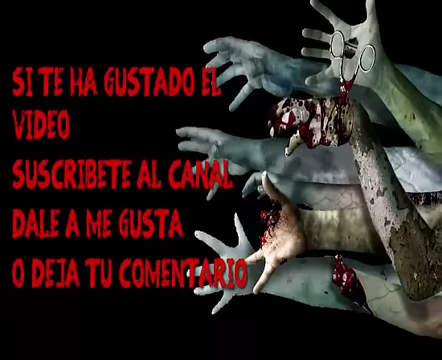 SI TE HA GUSTADO EL
VIDEO
SUSCRIBETE AL CANAL
DALE A ME GUSTA
O DEJA TU COMENTARIO